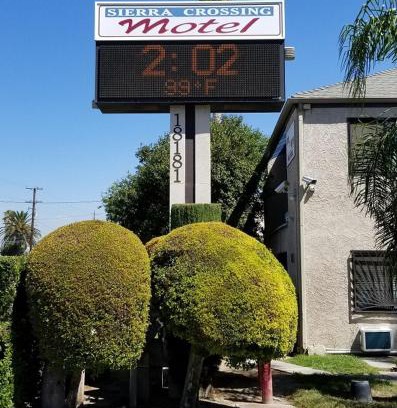 SIERRA CROSSING
Motel
2:02
99°F
18181